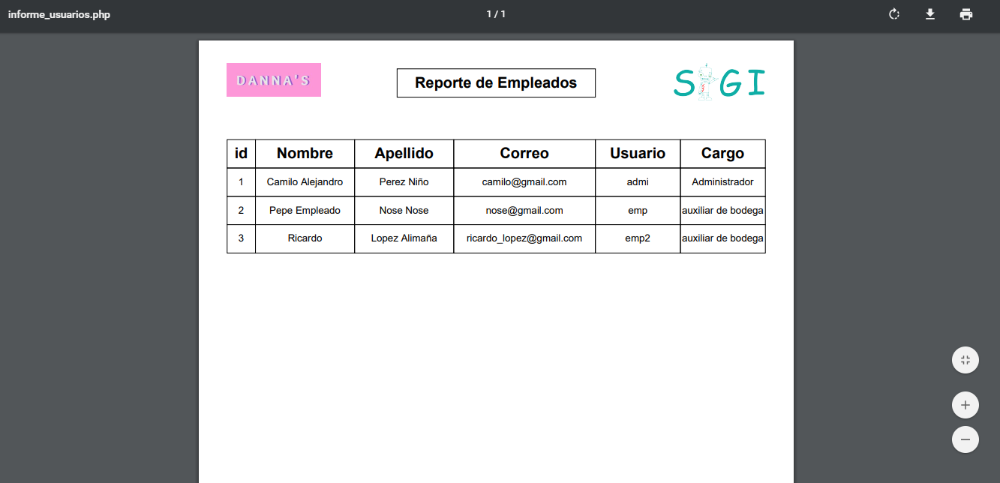 informe_usuarios.php 1 / 1
DANNA'S Reporte de Empleados SIGI
id Nombre Apellido Correo Usuario Cargo
1 Camilo Alejandro Perez Niño camilo@gmail.com admi Administrador
2 Pepe Empleado Nose Nose nose@gmail.com emp auxiliar de bodega
3 Ricardo Lopez Alimaña ricardo_lopez@gmail.com emp2 auxiliar de bodega